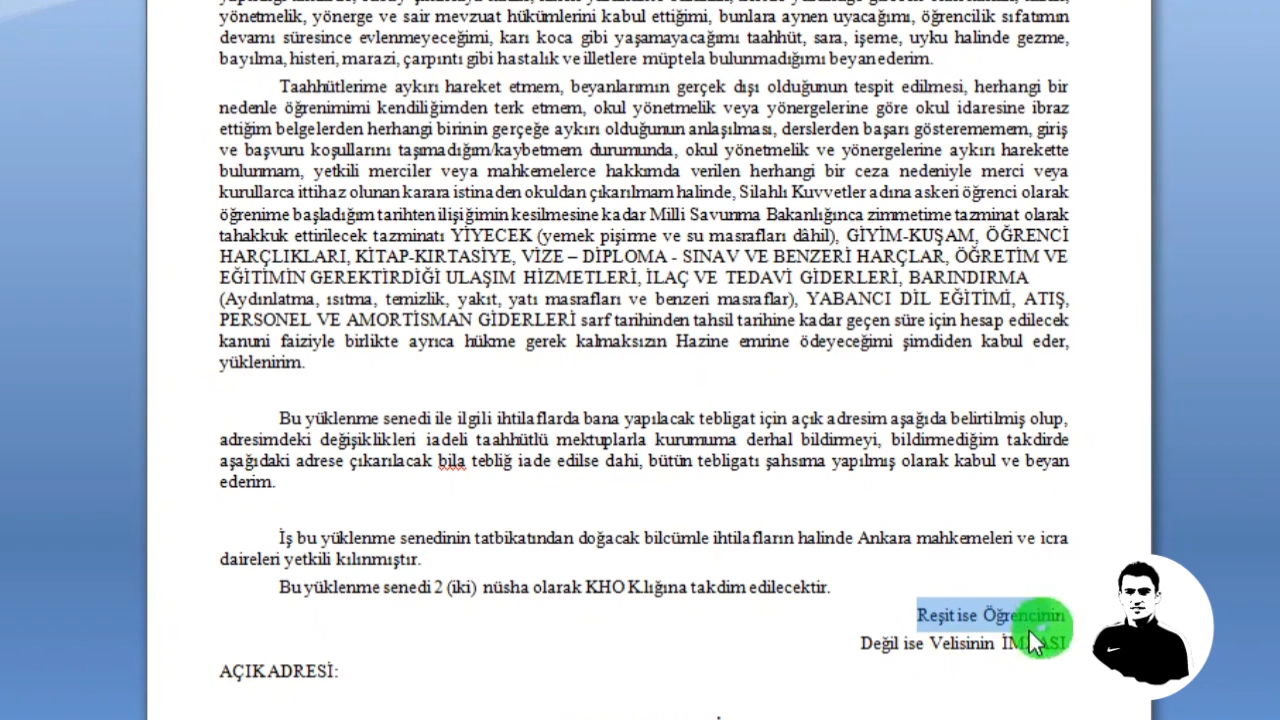 yönetmelik, yönerge ve sair mevzuat hükümlerini kabul ettiğimi, bunlara aynen uyacağımı, öğrencilik sıfatımın
devamı süresince evlenmeyeceğimi, karı koca gibi yaşamayacağımı taahhüt, sara, işeme, uyku halinde gezme,
bayılma, histeri, marazi, çarpıntı gibi hastalık ve illetlere müptela bulunmadığımı beyan ederim.
Taahhütlerime aykırı hareket etmem, beyanlarımın gerçek dışı olduğunun tespit edilmesi, herhangi bir
nedenle öğrenimimi kendiliğimden terk etmem, okul yönetmelik veya yönergelerine göre okul idaresine ibraz
ettiğim belgelerden herhangi birinin gerçeğe aykırı olduğunun anlaşılması, derslerden başarı gösterememem, giriş
ve başvuru koşullarını taşımadığım/kaybetmem durumunda, okul yönetmelik ve yönergelerine aykırı harekette
bulunmam, yetkili merciler veya mahkemelerce hakkımda verilen herhangi bir ceza nedeniyle merci veya
kurullarca ittihaz olunan karara istinaden okuldan çıkarılmam halinde, Silahlı Kuvvetler adına askeri öğrenci olarak
öğrenime başladığım tarihten ilişiğimin kesilmesine kadar Milli Savunma Bakanlığınca zimmetime tazminat olarak
tahakkuk ettirilecek tazminatı YİYECEK (yemek pişirme ve su masrafları dâhil), GİYİM-KUŞAM, ÖĞRENCİ
HARÇLIKLARI, KİTAP-KIRTASİYE, VİZE – DİPLOMA - SINAV VE BENZERİ HARÇLAR, ÖĞRETİM VE
EĞİTİMİN GEREKTİRDİĞİ ULAŞIM HİZMETLERİ, İLAÇ VE TEDAVİ GİDERLERİ, BARINDIRMA
(Aydınlatma, ısıtma, temizlik, yakıt, yatı masrafları ve benzeri masraflar), YABANCI DİL EĞİTİMİ, ATIŞ,
PERSONEL VE AMORTİSMAN GİDERLERİ sarf tarihinden tahsil tarihine kadar geçen süre için hesap edilecek
kanuni faiziyle birlikte ayrıca hükme gerek kalmaksızın Hazine emrine ödeyeceğimi şimdiden kabul eder,
yüklenirim.
Bu yüklenme senedi ile ilgili ihtilaflarda bana yapılacak tebligat için açık adresim aşağıda belirtilmiş olup,
adresimdeki değişiklikleri iadeli taahhütlü mektuplarla kurumuma derhal bildirmeyi, bildirmediğim takdirde
aşağıdaki adrese çıkarılacak bila tebliğ iade edilse dahi, bütün tebligatı şahsıma yapılmış olarak kabul ve beyan
ederim.
İş bu yüklenme senedinin tatbikatından doğacak bilcümle ihtilafların halinde Ankara mahkemeleri ve icra
daireleri yetkili kılınmıştır.
Bu yüklenme senedi 2 (iki) nüsha olarak KHO K.lığına takdim edilecektir.
Reşit ise Öğrencinin
Değil ise Velisinin İMZASI
AÇIK ADRESİ: